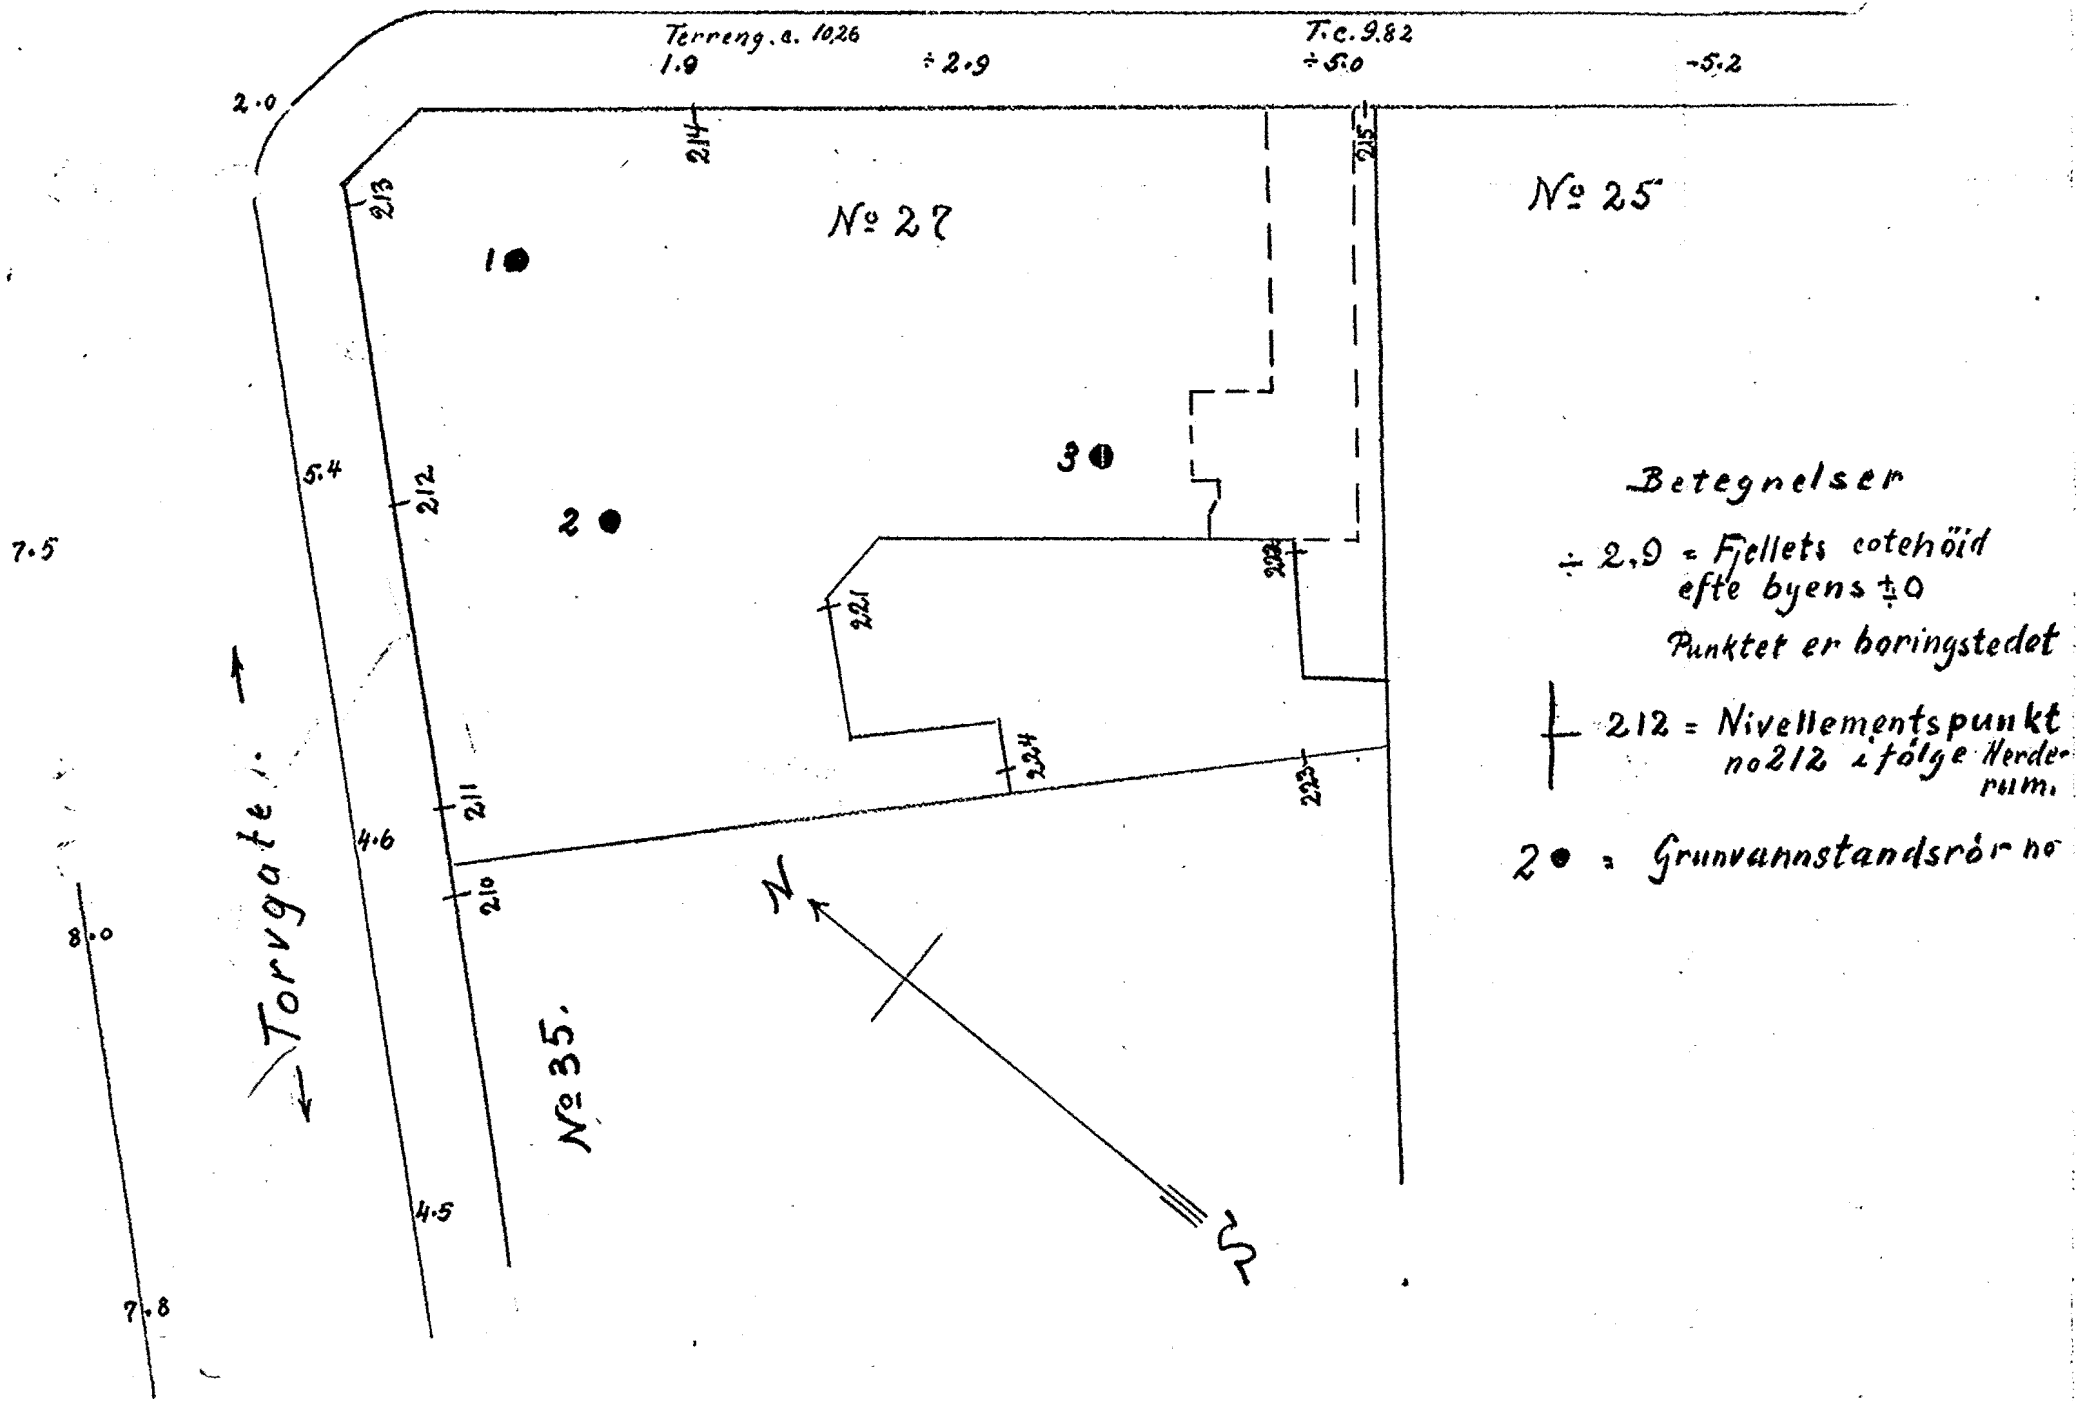 Terreng.c. 10,26
T.c. 9.82
1.9
÷2.9
÷5.0
-5.2
2.0
214
215
213
No 27
No 25
1
5.4
212
3
2
7.5
222
221
224
223
211
4.6
210
Torvgate.
8.0
No 35.
4.5
7.8
N
S
Betegnelser
÷ 2.9 = Fjellets cotehöid
efte byens ±0
Punktet er boringstedet
212 = Nivellementspunkt
no 212 ifölge Herde-
rum.
2 ● = Grunvannstandsrör no